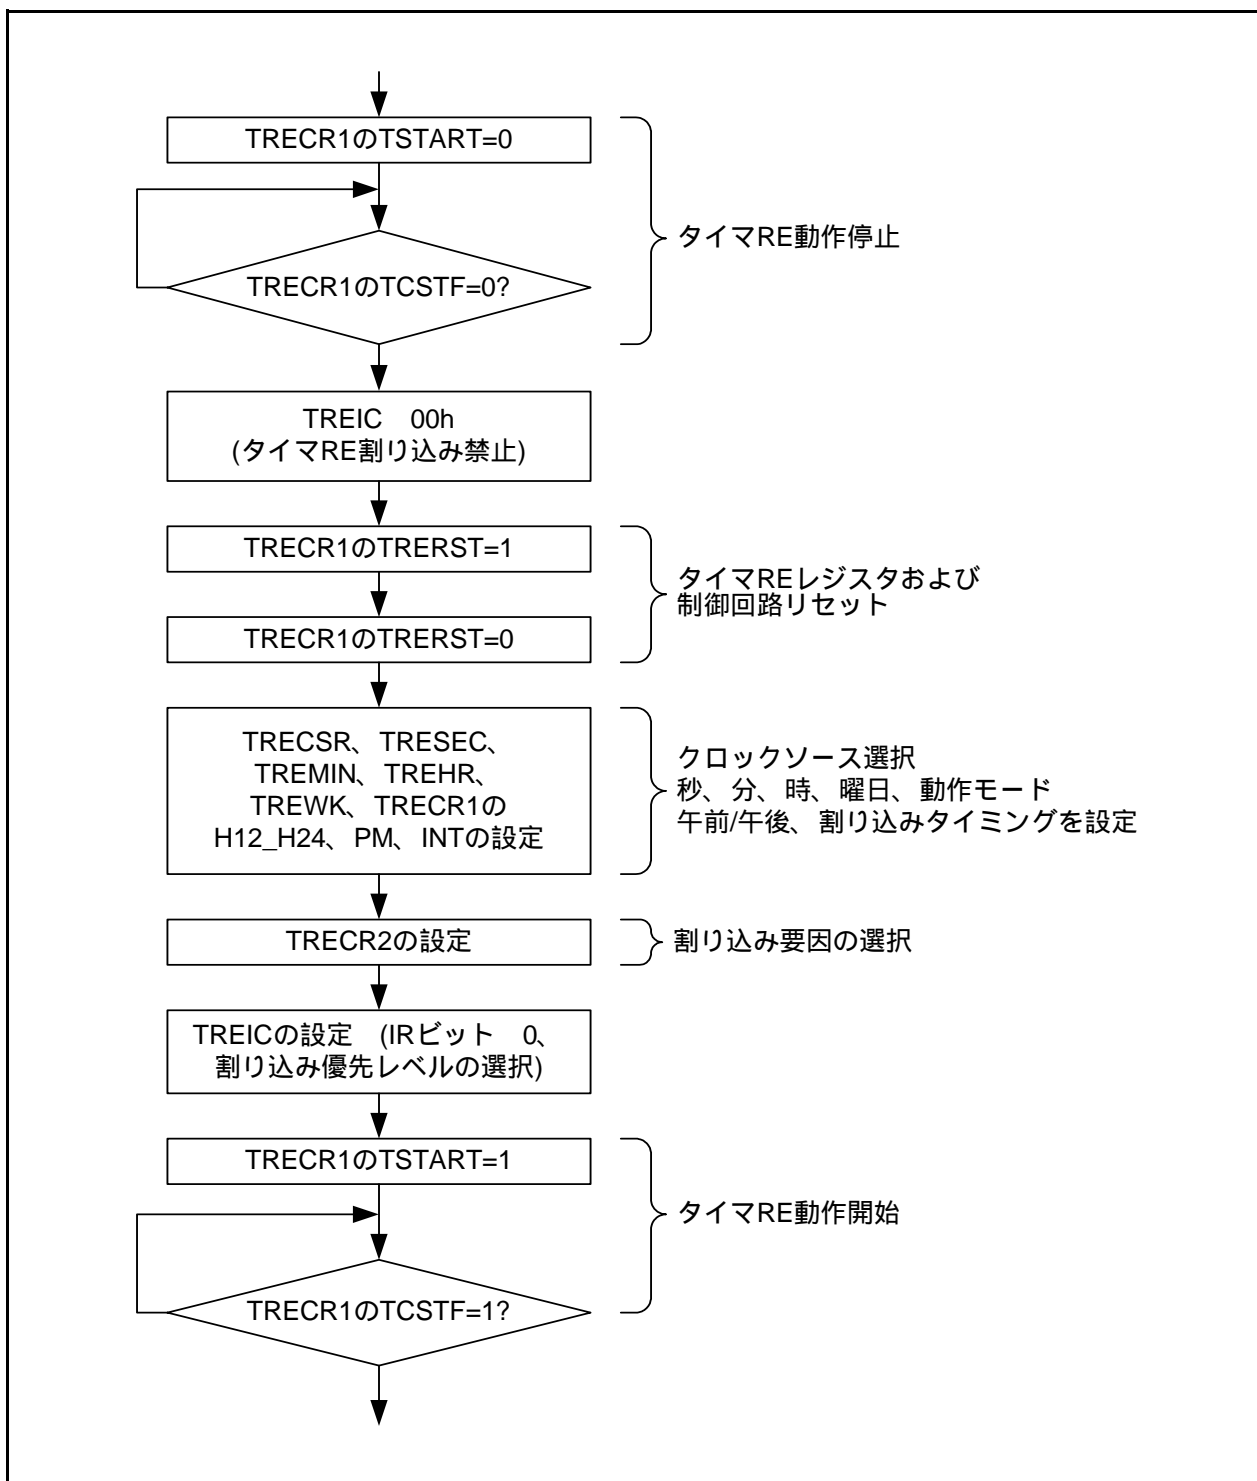 TRECR1のTSTART=0
タイマRE動作停止
TRECR1のTCSTF=0?
TREIC　00h
(タイマRE割り込み禁止)
TRECR1のTRERST=1
タイマREレジスタおよび
制御回路リセット
TRECR1のTRERST=0
TRECSR、TRESEC、
TREMIN、TREHR、
TREWK、TRECR1の
H12_H24、PM、INTの設定
クロックソース選択
秒、分、時、曜日、動作モード
午前/午後、割り込みタイミングを設定
TRECR2の設定
割り込み要因の選択
TREICの設定　(IRビット　0、
割り込み優先レベルの選択)
TRECR1のTSTART=1
タイマRE動作開始
TRECR1のTCSTF=1?